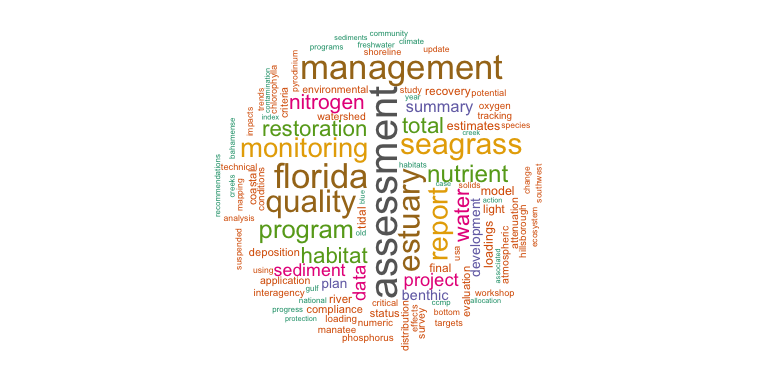 community
sediments
climate
programs
freshwater
shoreline
update
pyrodinium
management
contamination
chlorophyll
trends
criteria
environmental
nitrogen
study
recovery
potential
year
summary
oxygen
tracking
impacts
index
watershed
restoration
total
estimates
species
creek
bahamense
monitoring
assessment
seagrass
recommendations
technical
creeks
mapping
coastal
conditions
florida
habitats
nutrient
change
southwest
quality
blue
tidal
old
estuary
case
solids
model
action
report
water
light
attenuation
hillsborough
ecosystem
analysis
program
development
loadings
atmospheric
associated
suspended
deposition
habitat
usa
using
sediment
data
final
application
plan
project
evaluation
interagency
gulf
benthic
workshop
allocation
national
river
critical
ccmp
progress
compliance
status
distribution
effects
survey
bottom
protection
loading
numeric
targets
manatee
phosphorus